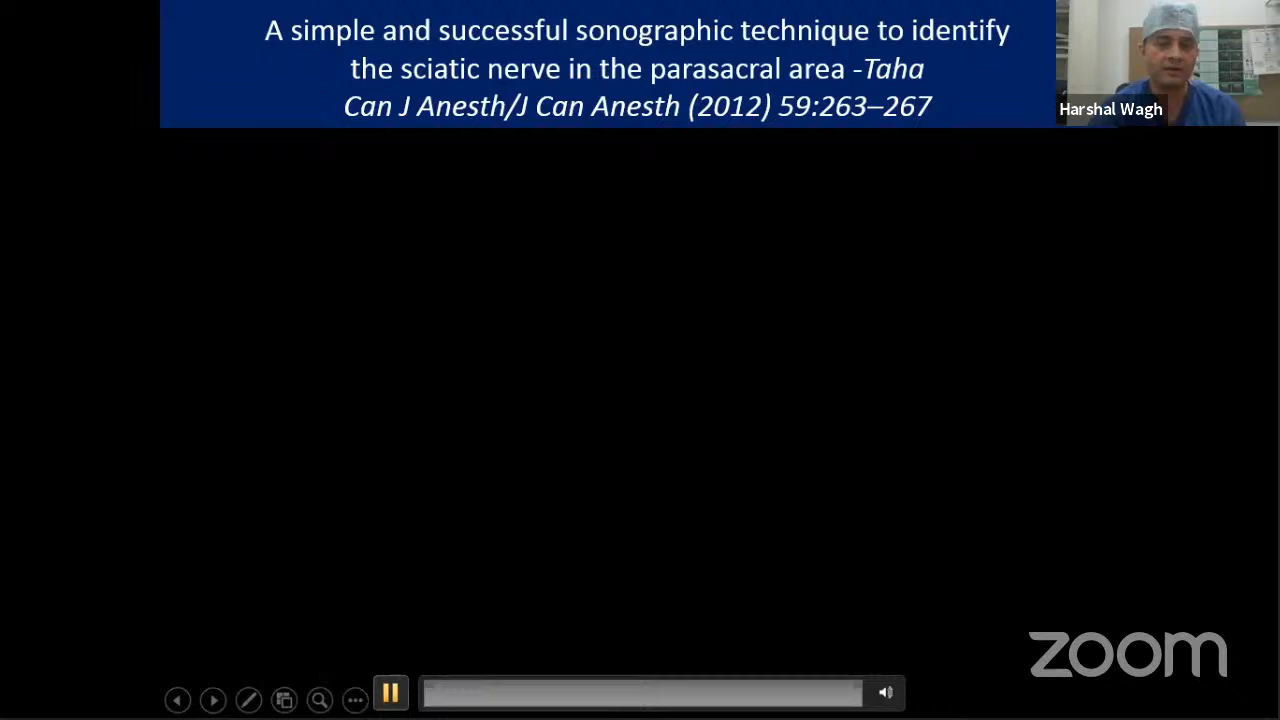 A simple and successful sonographic technique to identify
the sciatic nerve in the parasacral area -Taha
Can J Anesth/J Can Anesth (2012) 59:263–267
Harshal Wagh
zoom